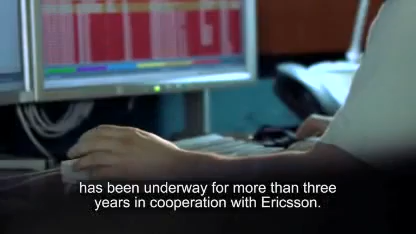 has been underway for more than three
years in cooperation with Ericsson.